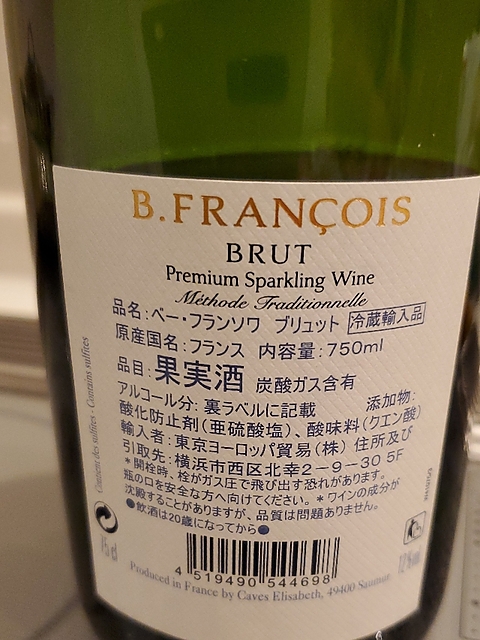 B.FRANÇOIS
BRUT
Premium Sparkling Wine
Méthode Traditionnelle
品名:ベー・フランソワ ブリュット 冷蔵輸入品
原産国名:フランス 内容量:750ml
品目:果実酒 炭酸ガス含有
アルコール分:裏ラベルに記載 添加物:
酸化防止剤(亜硫酸塩)、酸味料(クエン酸)
輸入者:東京ヨーロッパ貿易(株) 住所及び
引取先:横浜市西区北幸2-9-30 5F
*開栓時、栓がガス圧で飛び出す恐れがあります。
瓶の口を安全な方へ向けてください。*ワインの成分が
沈殿することがありますが、品質は問題ありません。
●飲酒は20歳になってから●
4 519490 544698
Produced in France by Caves Elisabeth, 49400 Saumur
Contient des sulfites - Contains sulfites
75 cl
12%vol